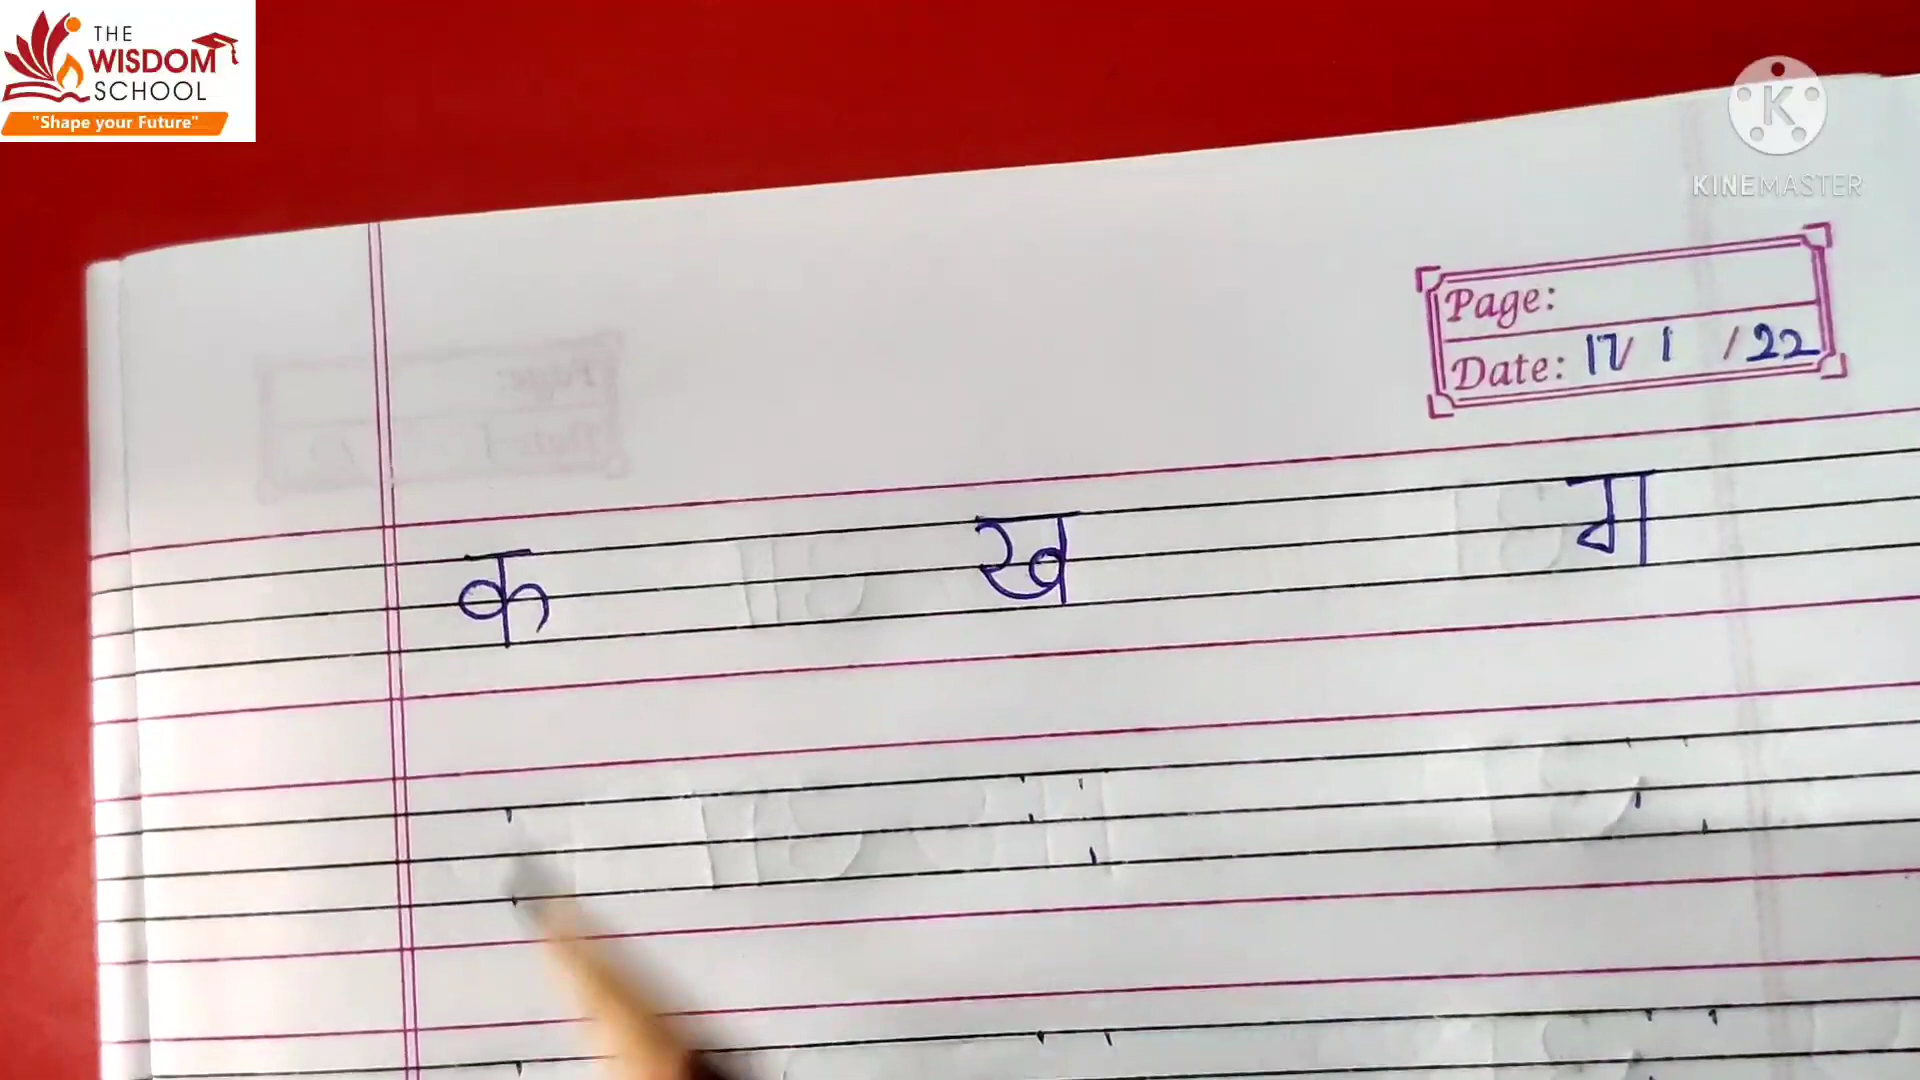 THE
WISDOM
SCHOOL
"Shape your Future"
K
KINEMASTER
Page:
Date: 17/ 1 /22
क ख ग